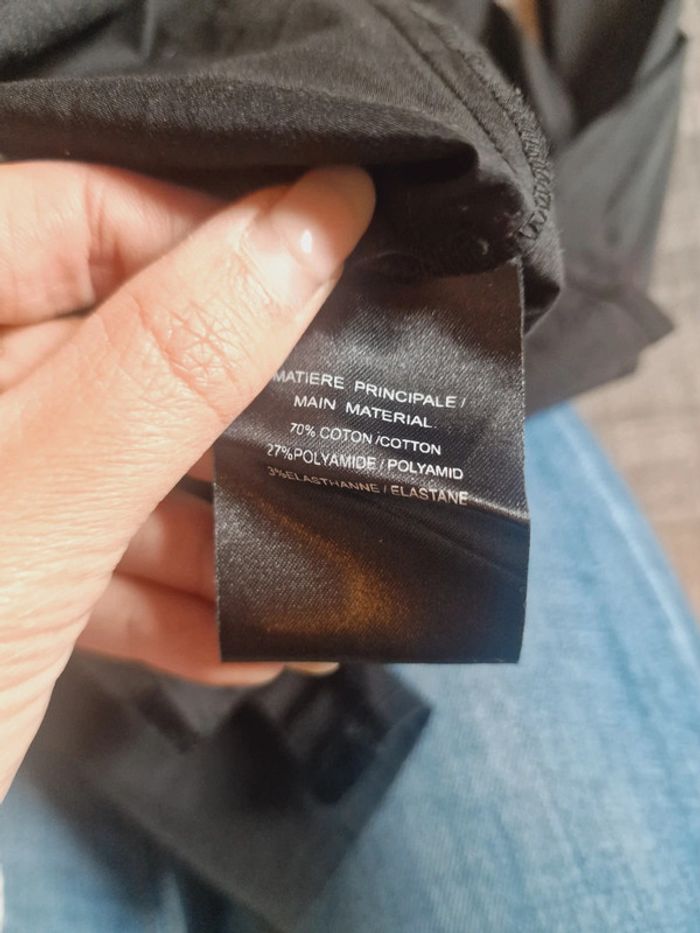 MATIERE PRINCIPALE/
MAIN MATERIAL
70% COTON/COTTON
27%POLYAMIDE/POLYAMID
3%ELASTHANNE/ELASTANE